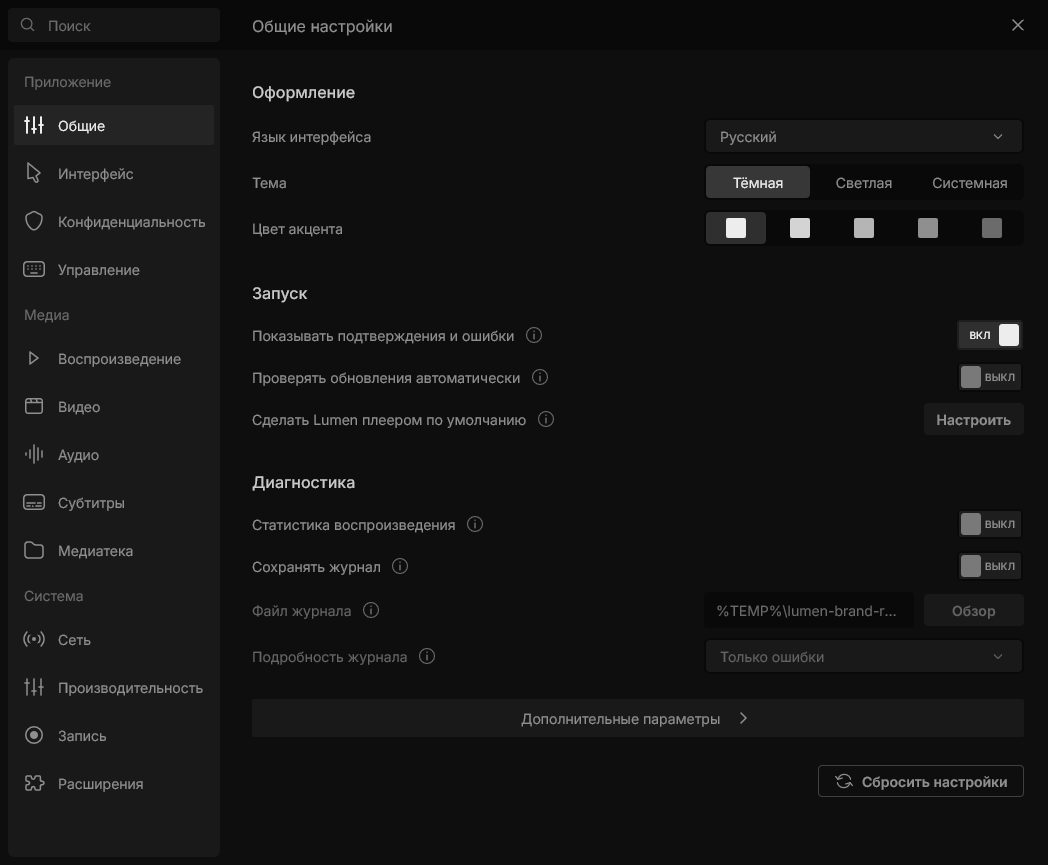 Поиск
Общие настройки
Приложение
Общие
Интерфейс
Конфиденциальность
Управление
Медиа
Воспроизведение
Видео
Аудио
Субтитры
Медиатека
Система
Сеть
Производительность
Запись
Расширения
Оформление
Язык интерфейса
Русский
Тема
Тёмная Светлая Системная
Цвет акцента
Запуск
Показывать подтверждения и ошибки
ВКЛ
Проверять обновления автоматически
ВЫКЛ
Сделать Lumen плеером по умолчанию
Настроить
Диагностика
Статистика воспроизведения
ВЫКЛ
Сохранять журнал
ВЫКЛ
Файл журнала
%TEMP%\lumen-brand-r...
Обзор
Подробность журнала
Только ошибки
Дополнительные параметры
Сбросить настройки